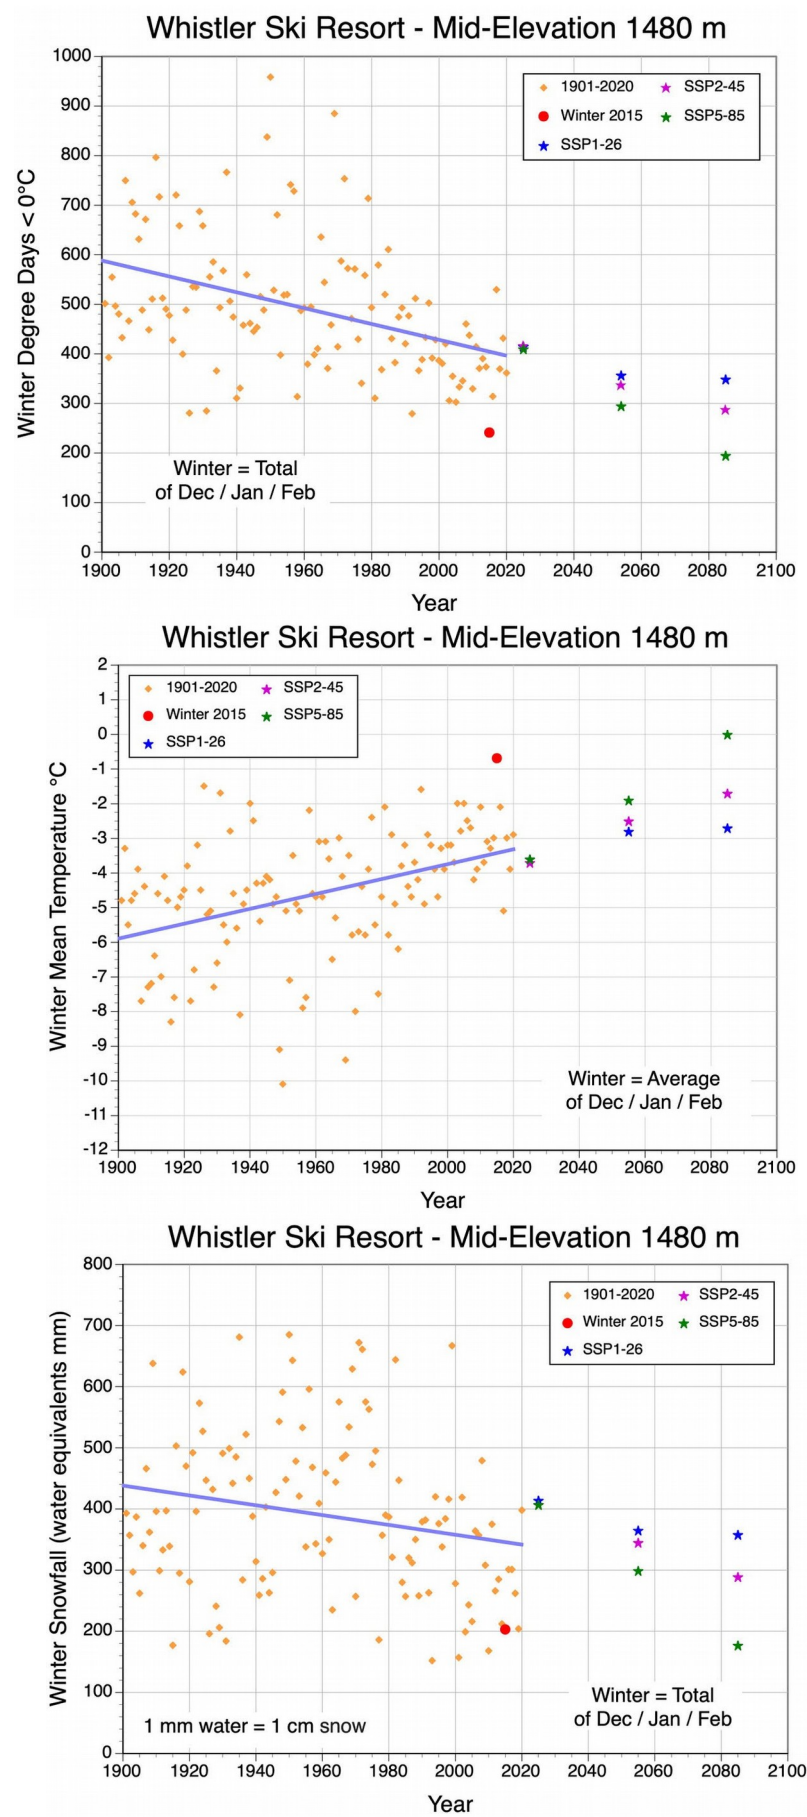 Whistler Ski Resort - Mid-Elevation 1480 m
1000
900
800
700
600
500
400
300
200
100
0
Winter Degree Days < 0°C
1901-2020
SSP2-45
Winter 2015
SSP5-85
SSP1-26
Winter = Total
of Dec / Jan / Feb
1900 1920 1940 1960 1980 2000 2020 2040 2060 2080 2100
Year
Whistler Ski Resort - Mid-Elevation 1480 m
2
1
0
-1
-2
-3
-4
-5
-6
-7
-8
-9
-10
-11
-12
Winter Mean Temperature °C
1901-2020
SSP2-45
Winter 2015
SSP5-85
SSP1-26
Winter = Average
of Dec / Jan / Feb
1900 1920 1940 1960 1980 2000 2020 2040 2060 2080 2100
Year
Whistler Ski Resort - Mid-Elevation 1480 m
800
700
600
500
400
300
200
100
0
Winter Snowfall (water equivalents mm)
1901-2020
SSP2-45
Winter 2015
SSP5-85
SSP1-26
1 mm water = 1 cm snow
Winter = Total
of Dec / Jan / Feb
1900 1920 1940 1960 1980 2000 2020 2040 2060 2080 2100
Year